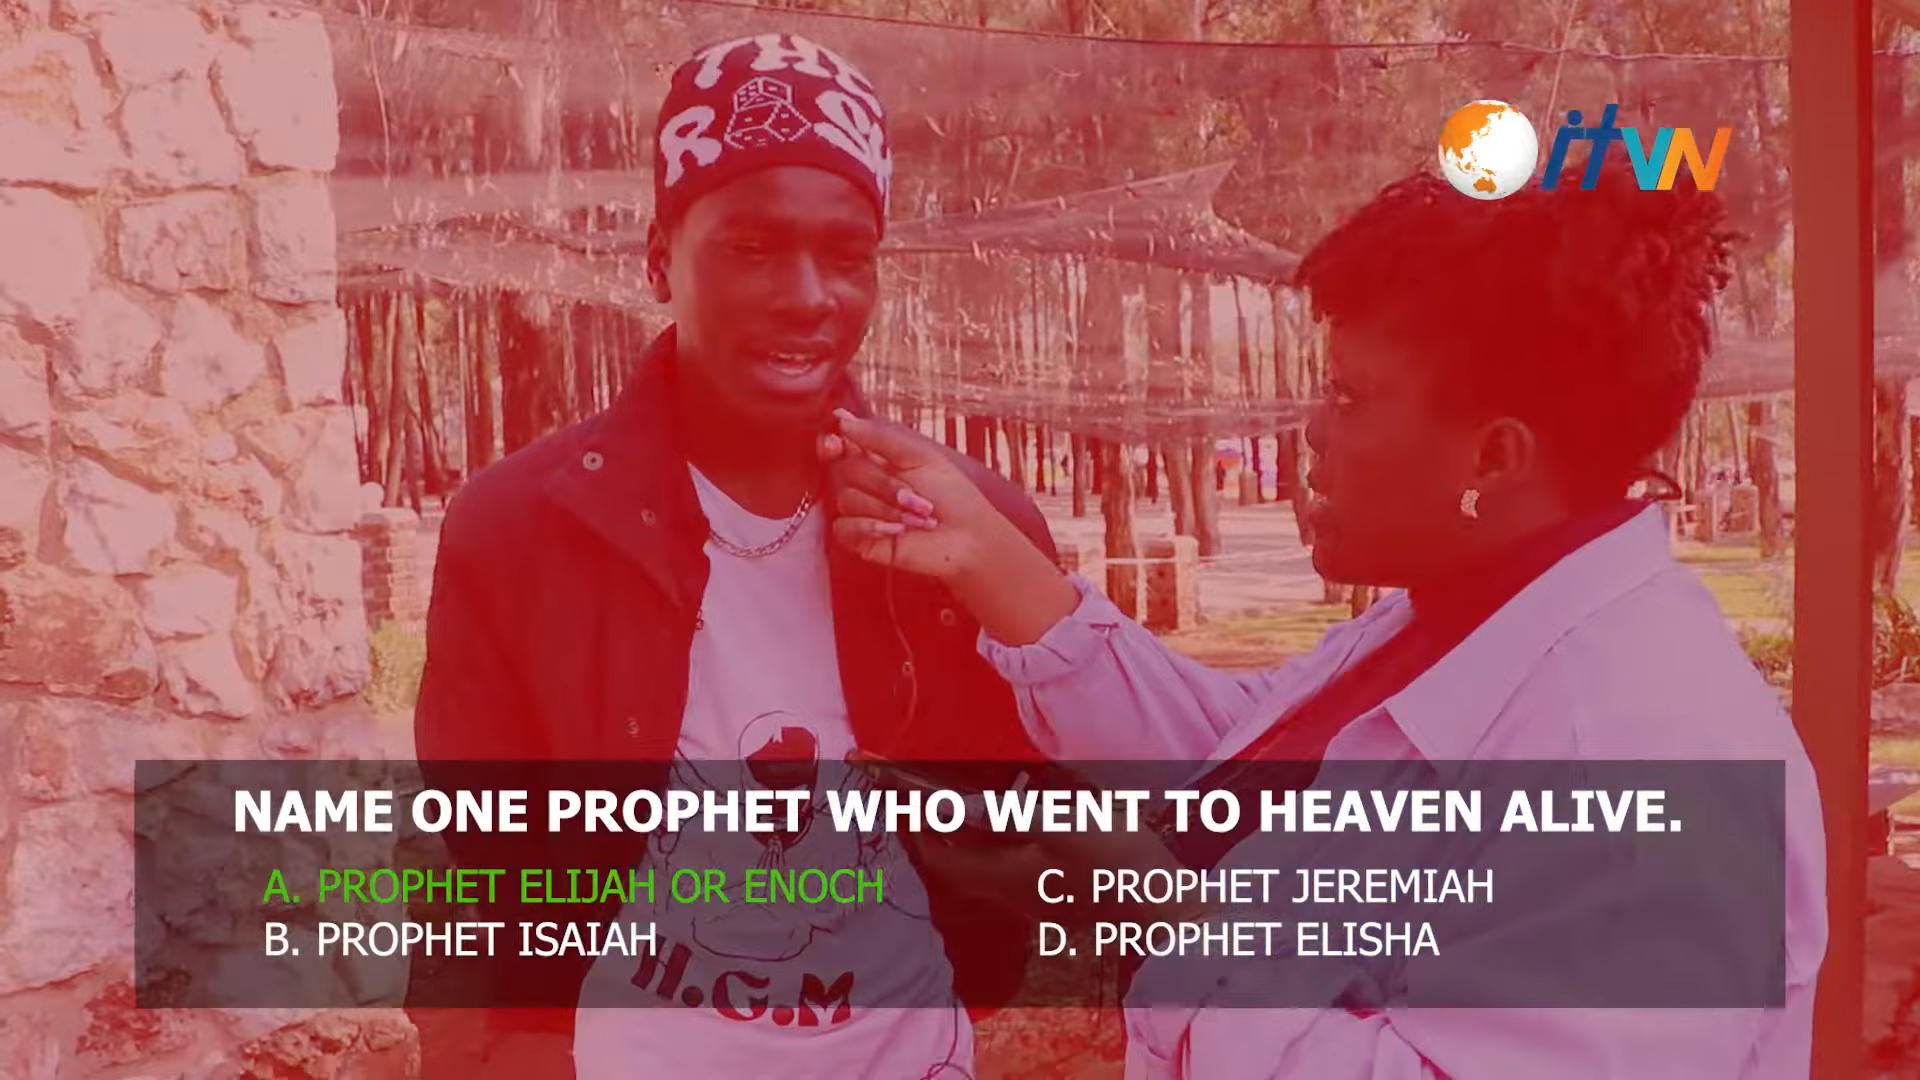 THE
R
itVN
NAME ONE PROPHET WHO WENT TO HEAVEN ALIVE.
A. PROPHET ELIJAH OR ENOCH
C. PROPHET JEREMIAH
B. PROPHET ISAIAH
D. PROPHET ELISHA
H.G.M